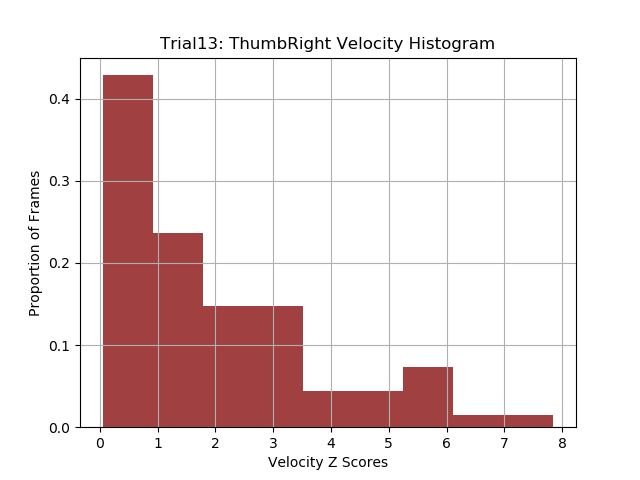 Trial13: ThumbRight Velocity Histogram
0.4
0.3
0.2
0.1
0.0
Proportion of Frames
0 1 2 3 4 5 6 7 8
Velocity Z Scores